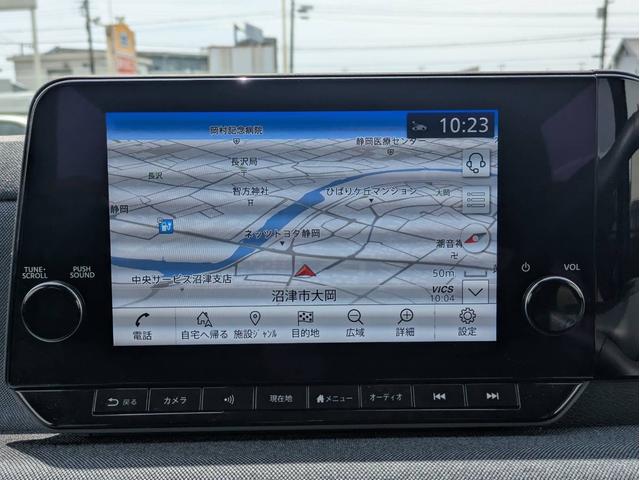 岡村記念病院
10:23
静岡医療センター
長沢局
長沢
智方神社
ひばりケ丘マンション
大岡
静岡
ネッツトヨタ静岡
潮音
中央サービス沼津支店
50m
沼津市大岡
VICS
10:04
TUNE・SCROLL
PUSH SOUND
VOL
電話
自宅へ帰る
施設ジャンル
目的地
広域
詳細
設定
戻る
カメラ
現在地
メニュー
オーディオ